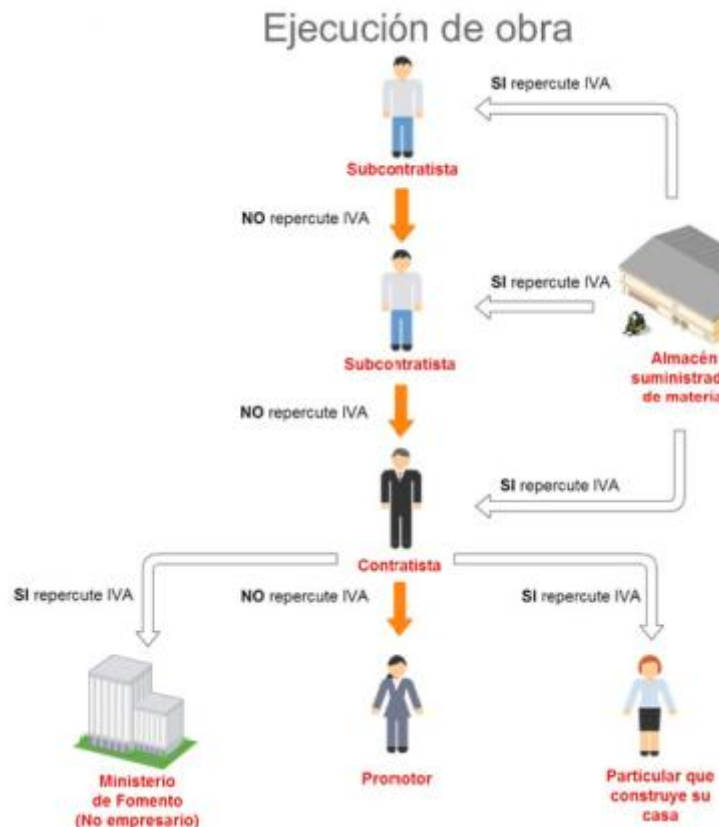 Ejecución de obra
SI repercute IVA
Subcontratista
NO repercute IVA
SI repercute IVA
Subcontratista
Almacén
de
NO repercute IVA
SI repercute IVA
Contratista
SI repercute IVA
NO repercute IVA
SI repercute IVA
Ministerio
de Fomento
(No empresario)
Promotor
Particular que
construye su
casa